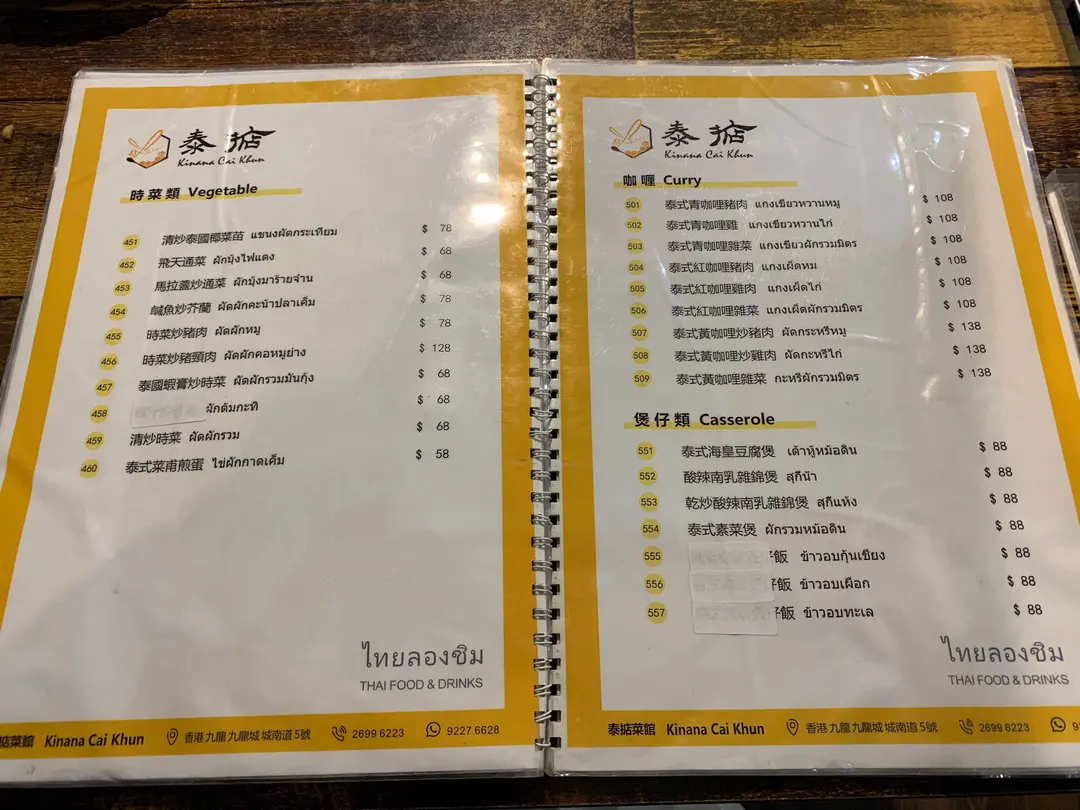 泰掂
Kinana Cai Khun
時菜類 Vegetable
451 清炒泰國椰菜苗 แขนงผัดกระเทียม $ 78
452 飛天通菜 ผักบุ้งไฟแดง $ 68
453 馬拉盞炒通菜 ผักบุ้งมาร้ายจ๋าน $ 68
454 鹹魚炒芥蘭 ผัดผักคะน้าปลาเค็ม $ 78
455 時菜炒豬肉 ผัดผักหมู $ 78
456 時菜炒豬頸肉 ผัดผักคอหมูย่าง $ 128
457 泰國蝦膏炒時菜 ผัดผักรวมมันกุ้ง $ 68
458 ผักต้มกะทิ $ 68
459 清炒時菜 ผัดผักรวม $ 68
460 泰式菜甫煎蛋 ไข่ผักกาดเค็ม $ 58
ไทยลองชิม
THAI FOOD & DRINKS
掂菜館 Kinana Cai Khun 香港九龍九龍城城南道5號 2699 6223 9227 6628
泰掂
Kinana Cai Khun
咖喱 Curry
501 泰式青咖哩豬肉 แกงเขียวหวานหมู $ 108
502 泰式青咖哩雞 แกงเขียวหวานไก่ $ 108
503 泰式青咖哩雜菜 แกงเขียวผักรวมมิตร $ 108
504 泰式紅咖哩豬肉 แกงเผ็ดหม $ 108
505 泰式紅咖哩雞肉 แกงเผ็ดไก่ $ 108
506 泰式紅咖哩雜菜 แกงเผ็ดผักรวมมิตร $ 108
507 泰式黃咖哩炒豬肉 ผัดกะหรี่หมู $ 138
508 泰式黃咖哩炒雞肉 ผัดกะหรี่ไก่ $ 138
509 泰式黃咖哩雜菜 กะหรี่ผักรวมมิตร $ 138
煲仔類 Casserole
551 泰式海皇豆腐煲 เต้าหู้หม้อดิน $ 88
552 酸辣南乳雜錦煲 สุกี้น้ำ $ 88
553 乾炒酸辣南乳雜錦煲 สุกี้แห้ง $ 88
554 泰式素菜煲 ผักรวมหม้อดิน $ 88
555 仔飯 ข้าวอบกุ้นเชียง $ 88
556 仔飯 ข้าวอบเผือก $ 88
557 仔飯 ข้าวอบทะเล $ 88
ไทยลองชิม
THAI FOOD & DRINKS
泰掂菜館 Kinana Cai Khun 香港九龍九龍城城南道5號 2699 6223 92